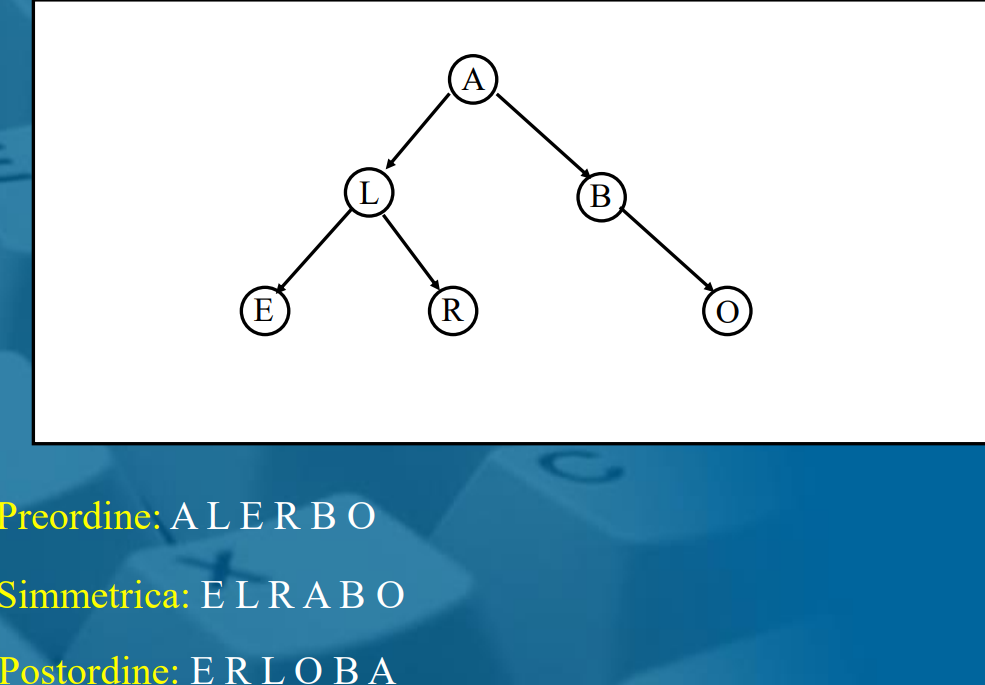 A
L B
E R O
Preordine: A L E R B O
Simmetrica: E L R A B O
Postordine: E R L O B A